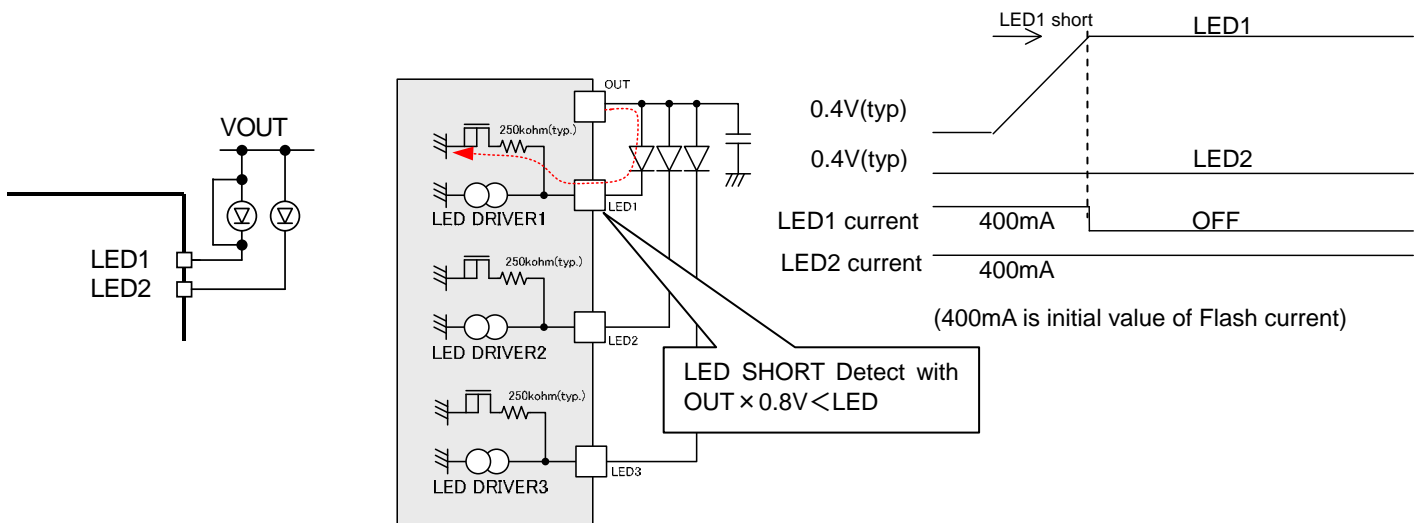 VOUT
LED1
LED2
OUT
250kohm(typ.)
LED1
LED DRIVER1
250kohm(typ.)
LED2
LED DRIVER2
250kohm(typ.)
LED3
LED DRIVER3
LED SHORT Detect with
OUT×0.8V<LED
LED1 short
LED1
0.4V(typ)
0.4V(typ)
LED2
LED1 current 400mA OFF
LED2 current 400mA
(400mA is initial value of Flash current)